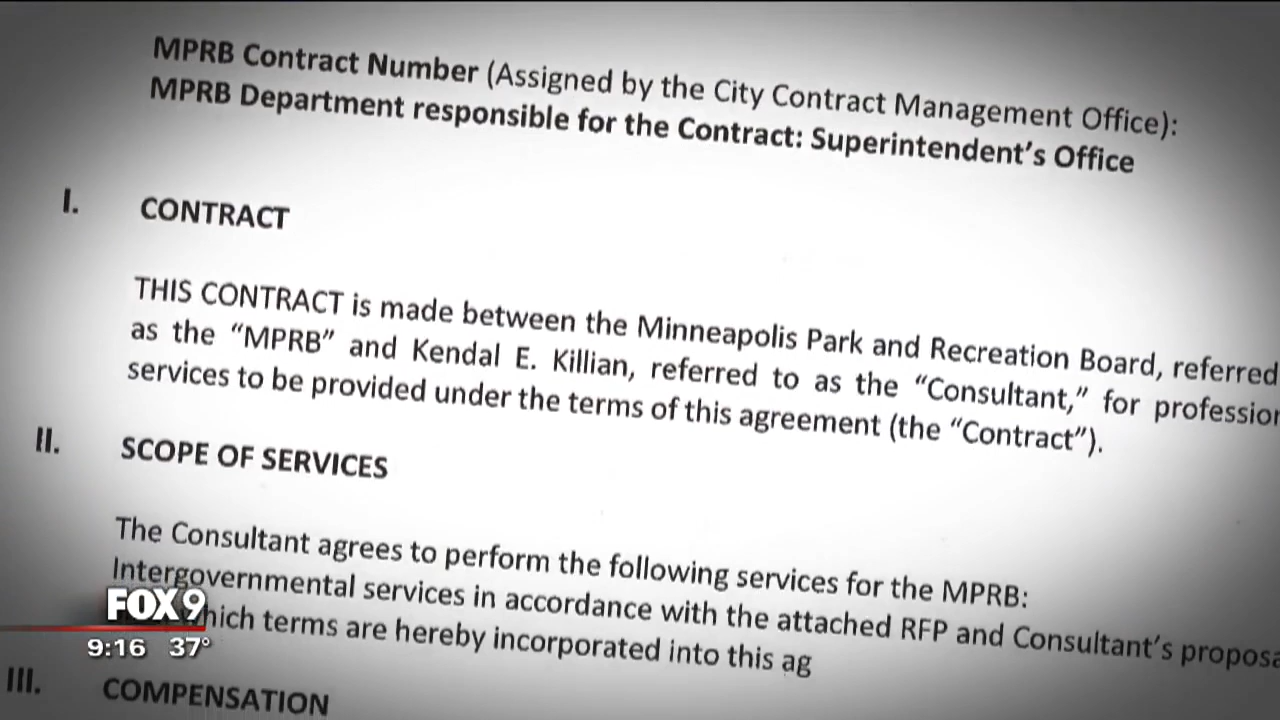 MPRB Contract Number (Assigned by the City Contract Management Office):
MPRB Department responsible for the Contract: Superintendent's Office
I. CONTRACT
THIS CONTRACT is made between the Minneapolis Park and Recreation Board, referred
as the “MPRB” and Kendal E. Killian, referred to as the “Consultant,” for profession
services to be provided under the terms of this agreement (the “Contract”).
II. SCOPE OF SERVICES
The Consultant agrees to perform the following services for the MPRB:
Intergovernmental services in accordance with the attached RFP and Consultant's proposa
hich terms are hereby incorporated into this ag
III. COMPENSATION
FOX 9
9:16 37°